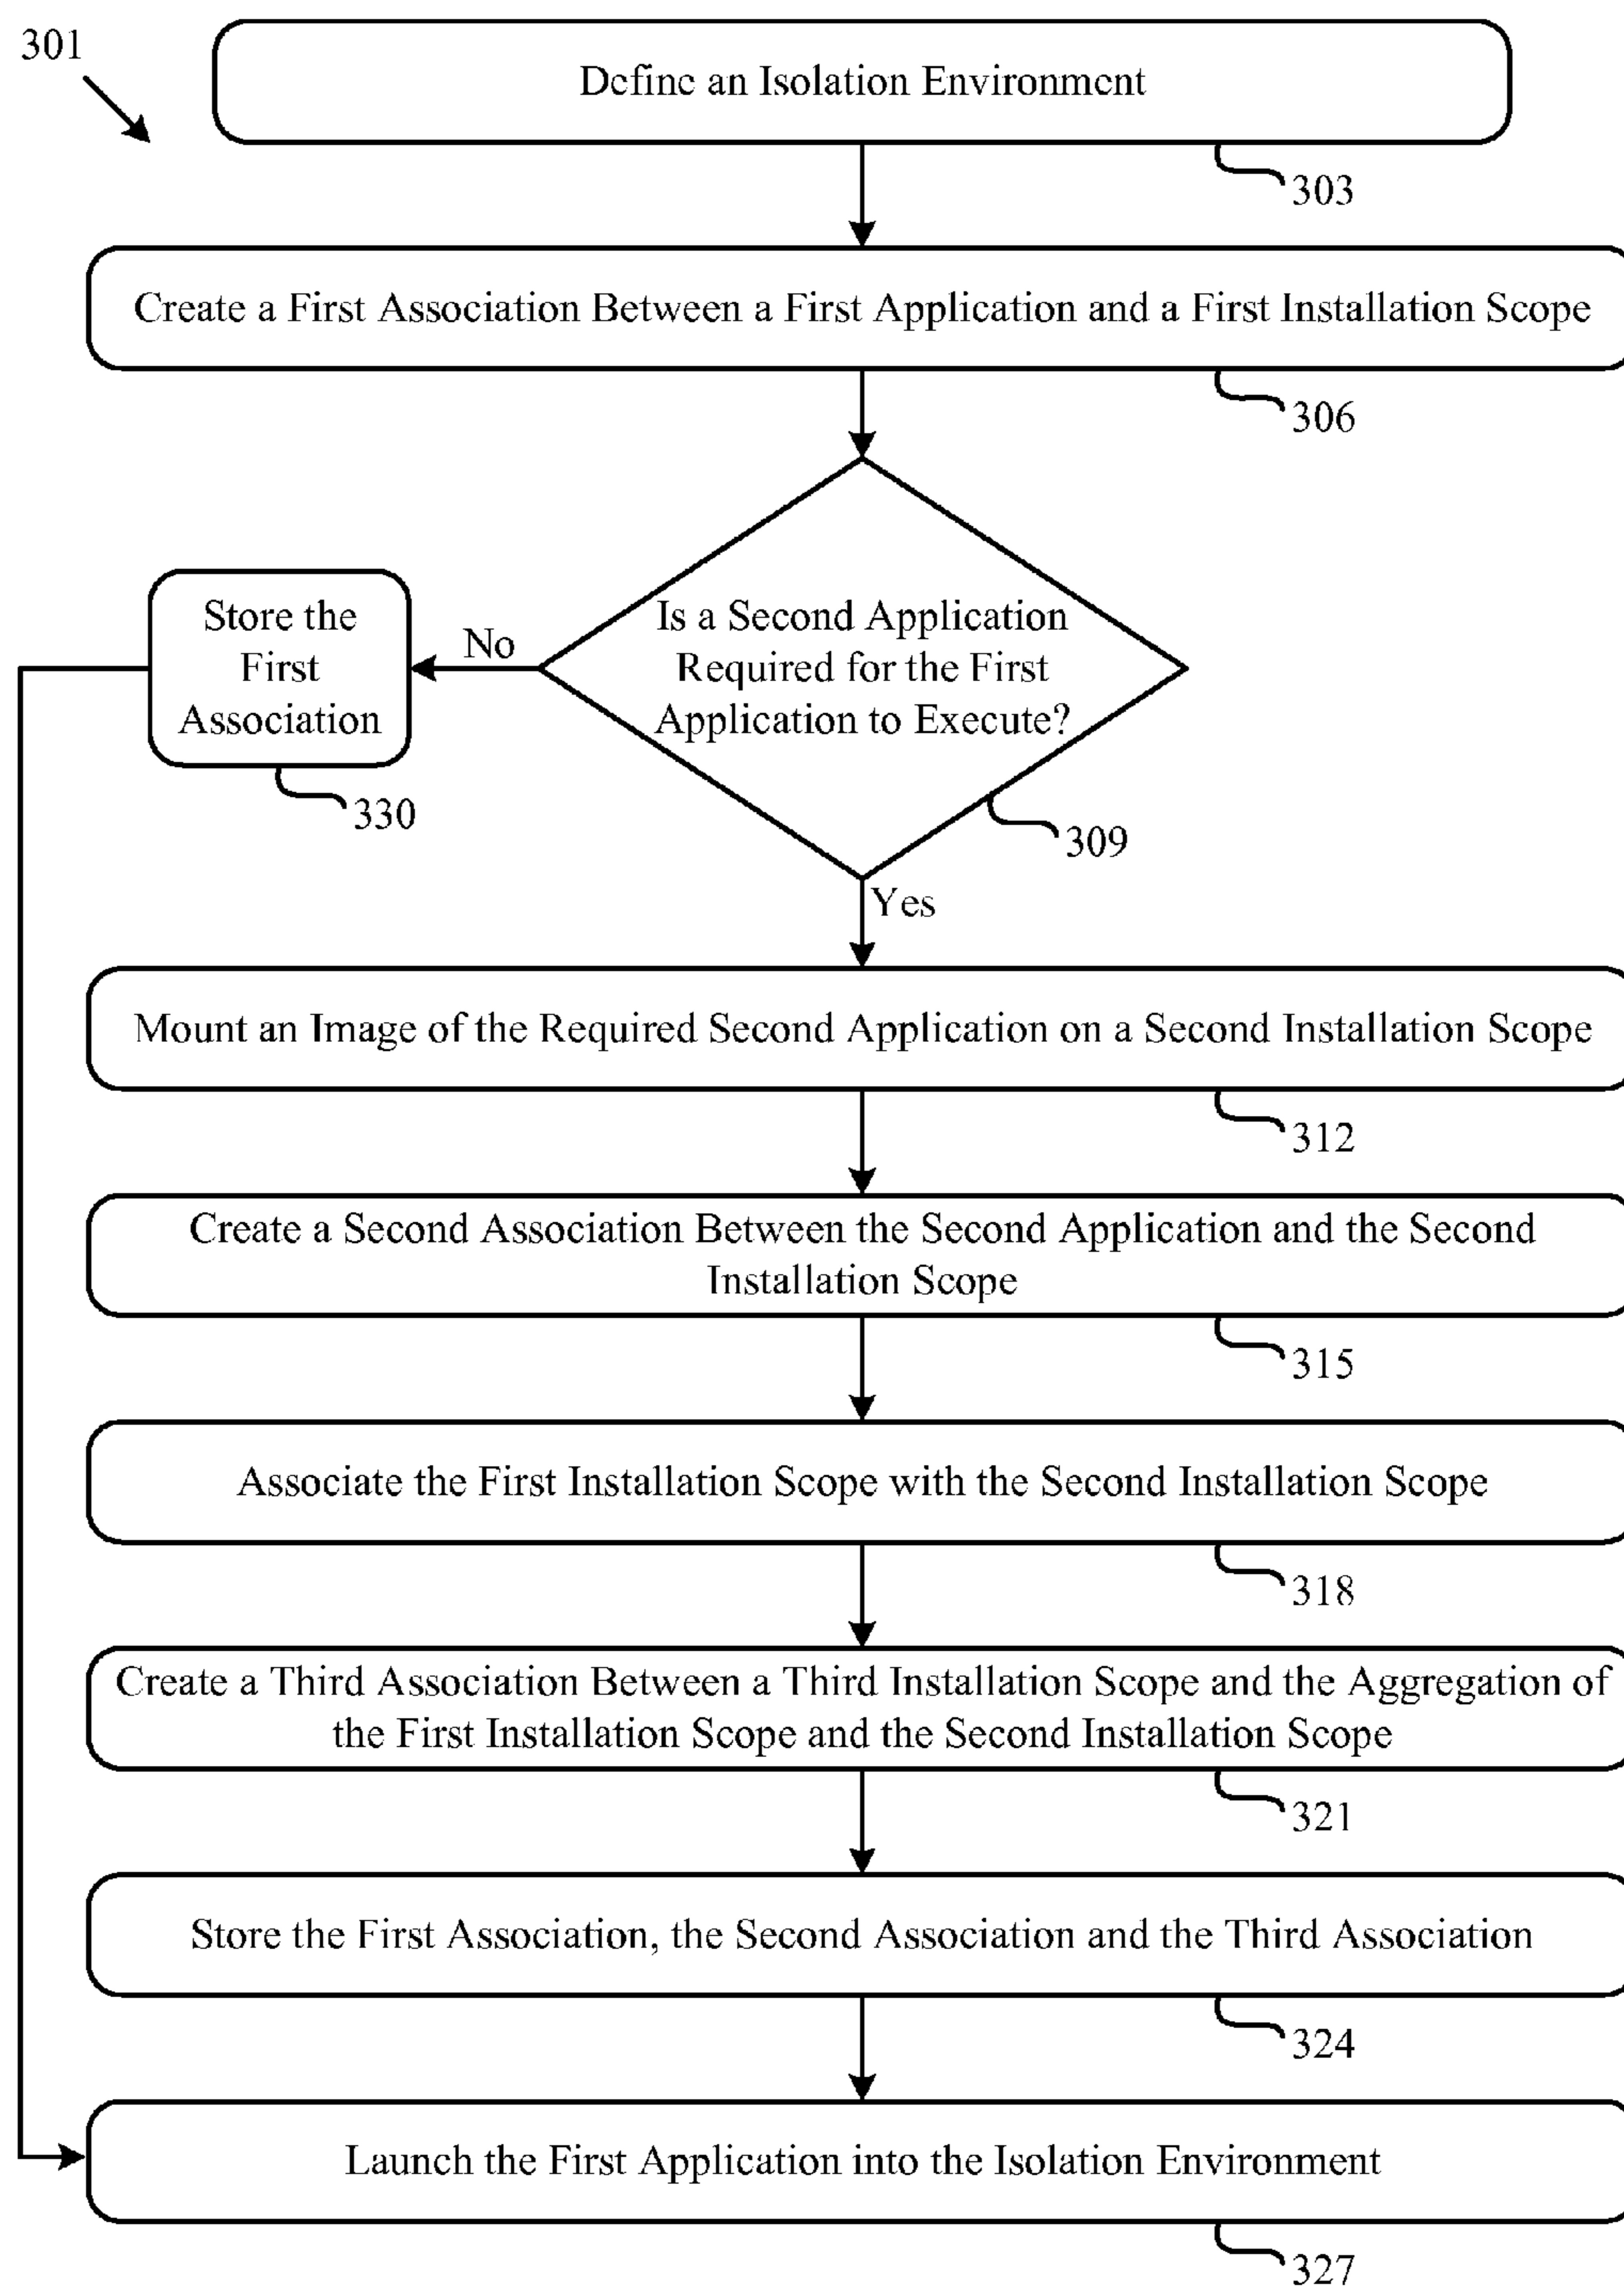 301
Define an Isolation Environment
303
Create a First Association Between a First Application and a First Installation Scope
306
Is a Second Application
Required for the First
Application to Execute?
309
No
Store the
First
Association
330
Yes
Mount an Image of the Required Second Application on a Second Installation Scope
312
Create a Second Association Between the Second Application and the Second
Installation Scope
315
Associate the First Installation Scope with the Second Installation Scope
318
Create a Third Association Between a Third Installation Scope and the Aggregation of
the First Installation Scope and the Second Installation Scope
321
Store the First Association, the Second Association and the Third Association
324
Launch the First Application into the Isolation Environment
327